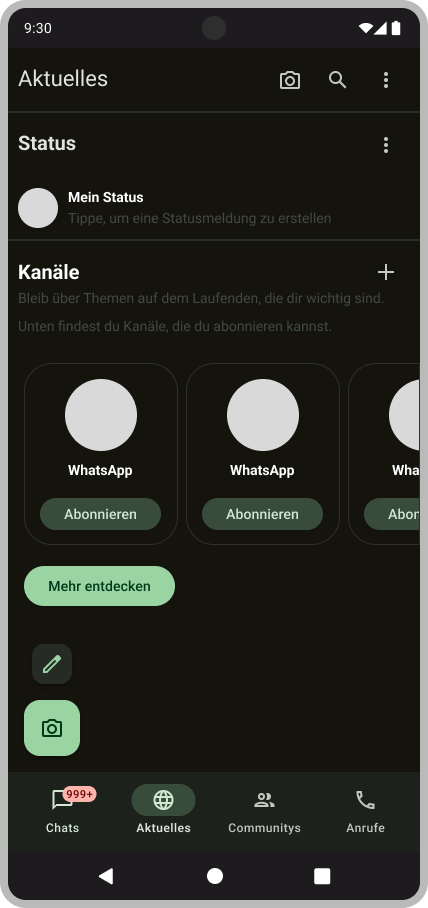 9:30
Aktuelles
Status
Mein Status
Tippe, um eine Statusmeldung zu erstellen
Kanäle
Bleib über Themen auf dem Laufenden, die dir wichtig sind.
Unten findest du Kanäle, die du abonnieren kannst.
WhatsApp WhatsApp Wha
Abonnieren Abonnieren Abon
Mehr entdecken
999+
Chats Aktuelles Communitys Anrufe